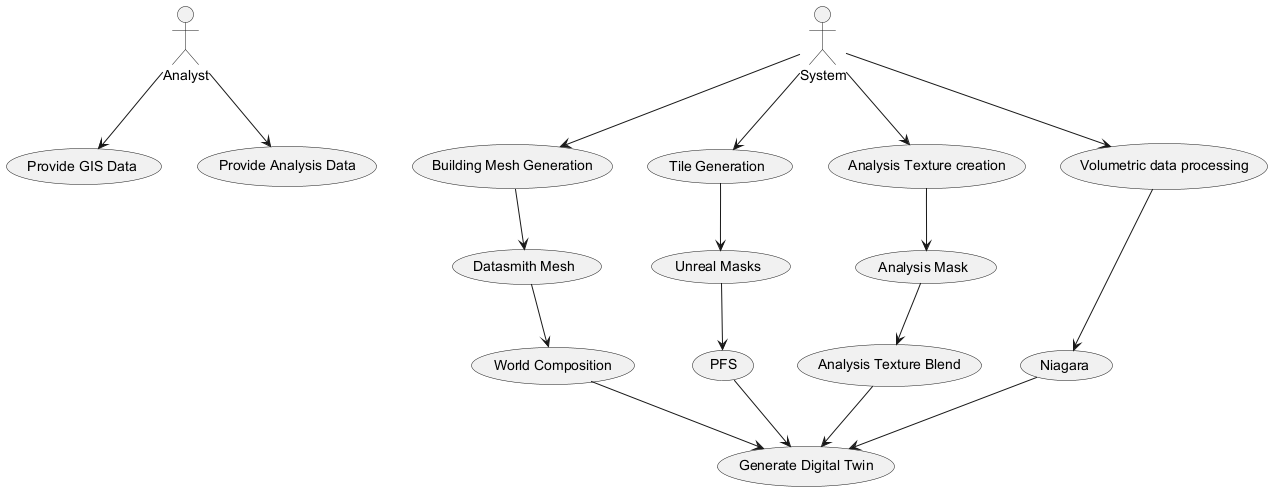 Analyst
System
Provide GIS Data
Provide Analysis Data
Building Mesh Generation
Tile Generation
Analysis Texture creation
Volumetric data processing
Datasmith Mesh
Unreal Masks
Analysis Mask
World Composition
PFS
Analysis Texture Blend
Niagara
Generate Digital Twin